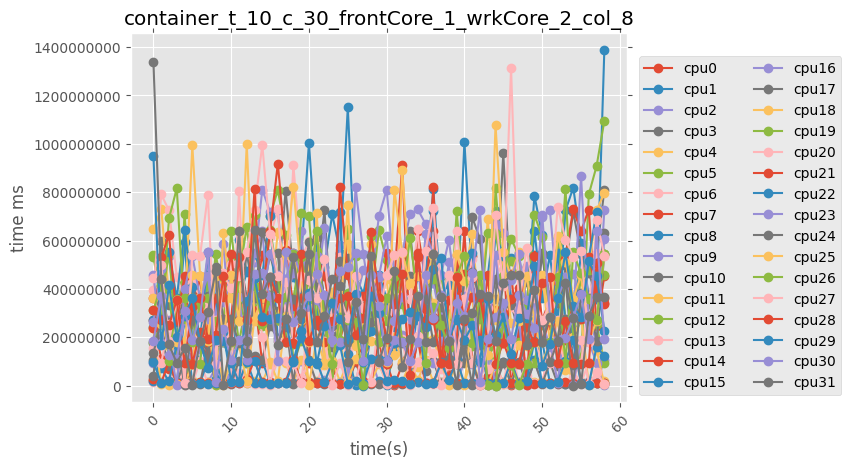 container_t_10_c_30_frontCore_1_wrkCore_2_col_8
time ms
1400000000
1200000000
1000000000
800000000
600000000
400000000
200000000
0
0
10
20
30
40
50
60
time(s)
cpu0
cpu1
cpu2
cpu3
cpu4
cpu5
cpu6
cpu7
cpu8
cpu9
cpu10
cpu11
cpu12
cpu13
cpu14
cpu15
cpu16
cpu17
cpu18
cpu19
cpu20
cpu21
cpu22
cpu23
cpu24
cpu25
cpu26
cpu27
cpu28
cpu29
cpu30
cpu31